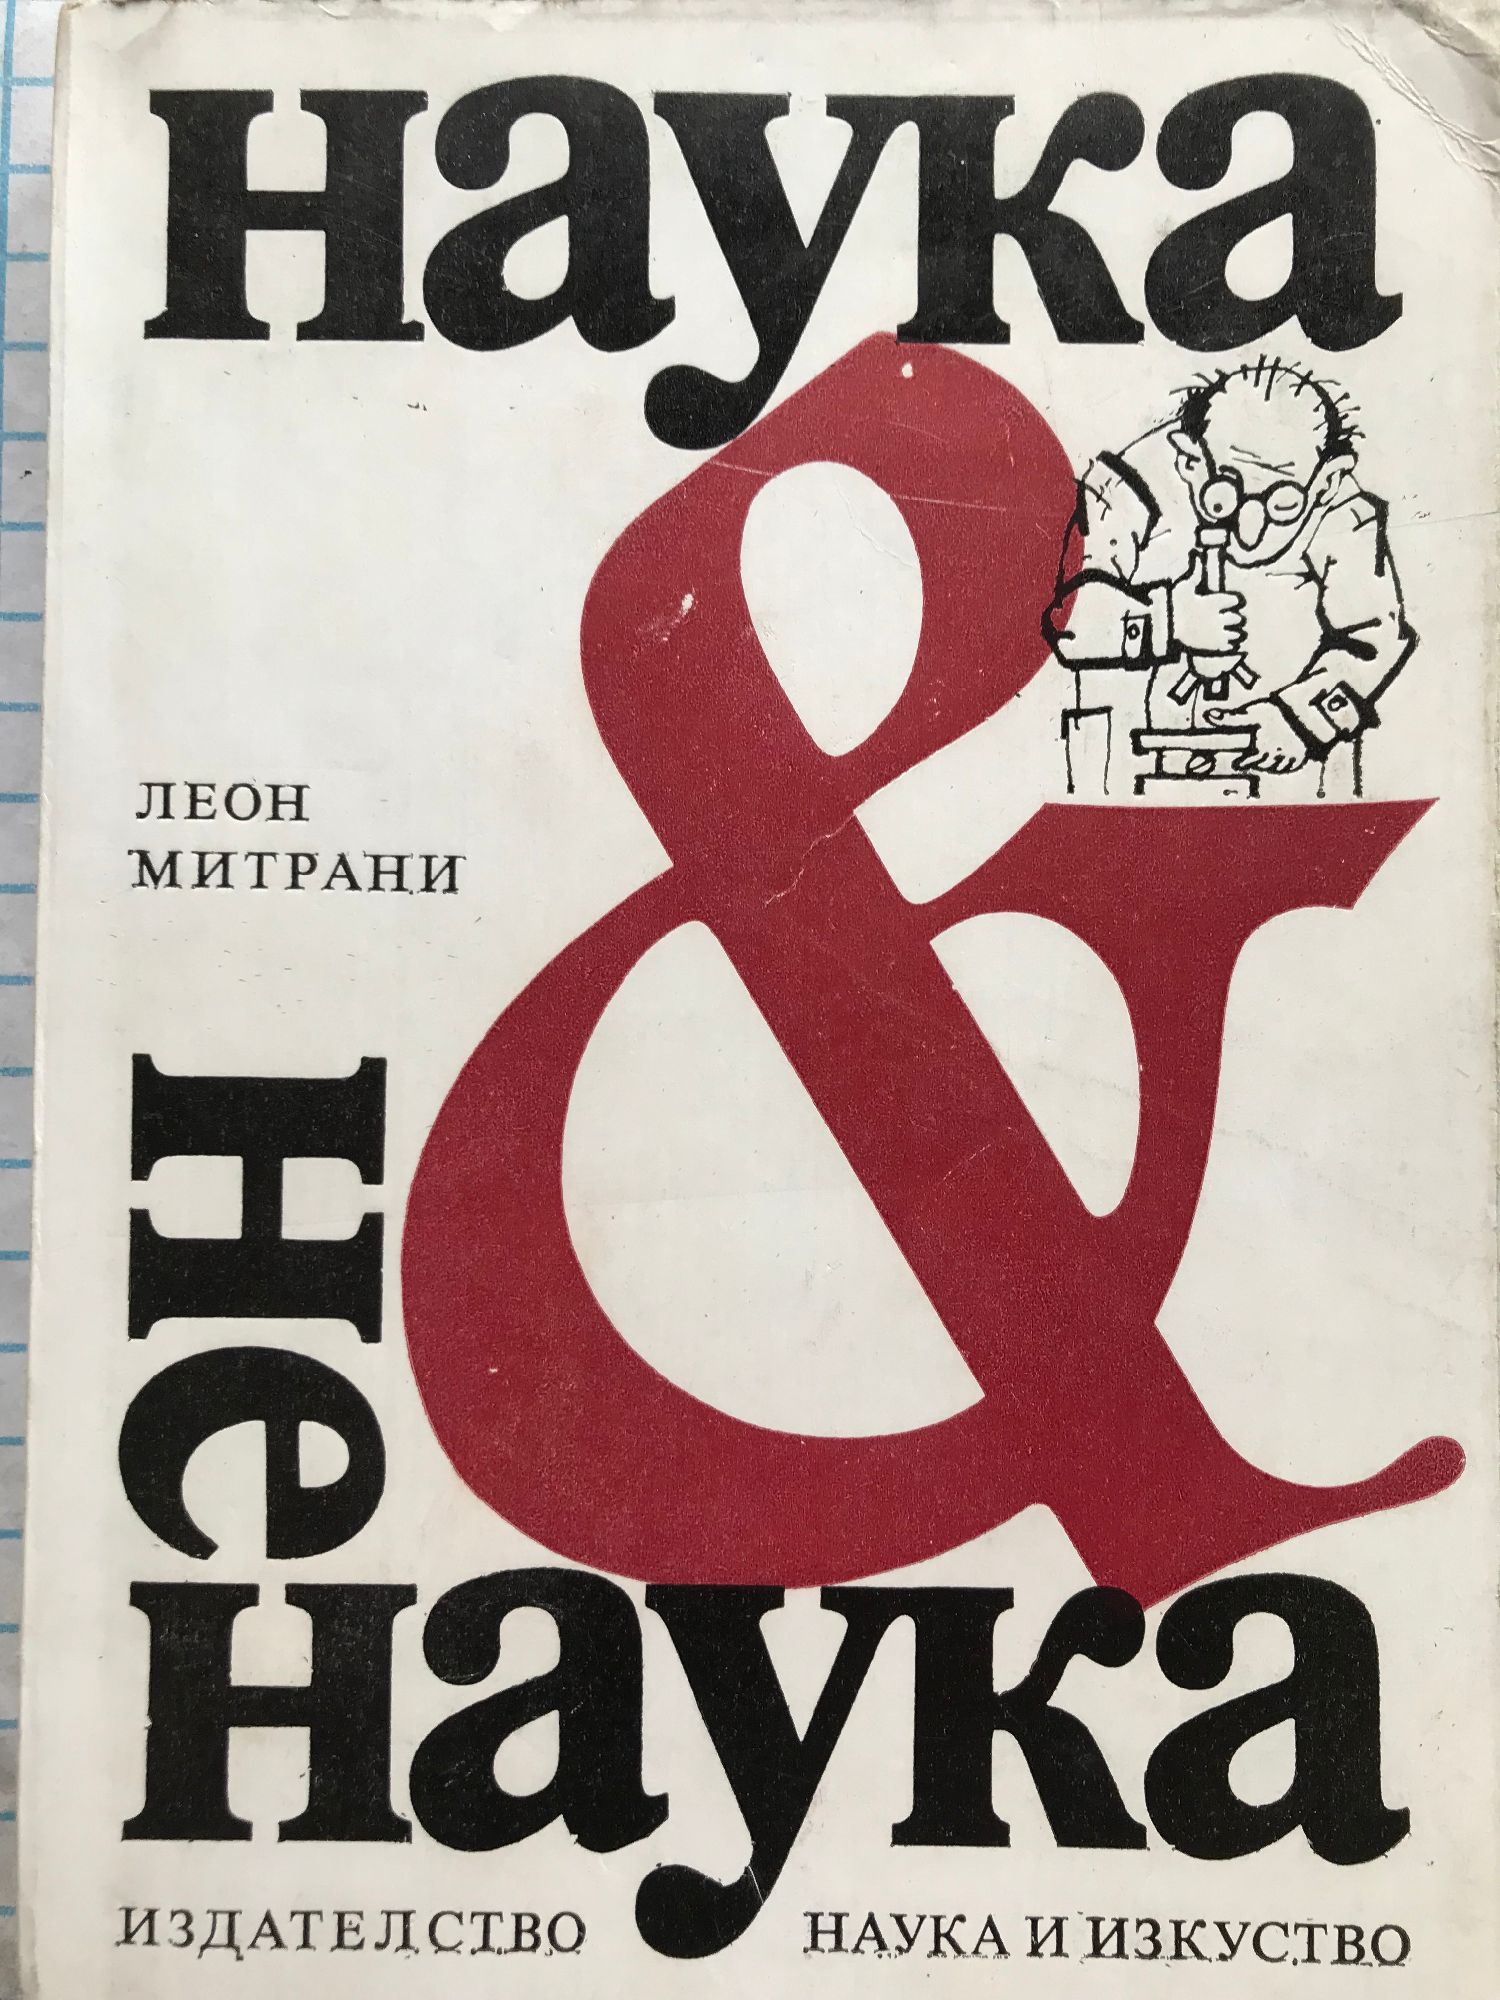 наука
&
ЛЕОН
МИТРАНИ
не
наука
ИЗДАТЕЛСТВО НАУКА И ИЗКУСТВО